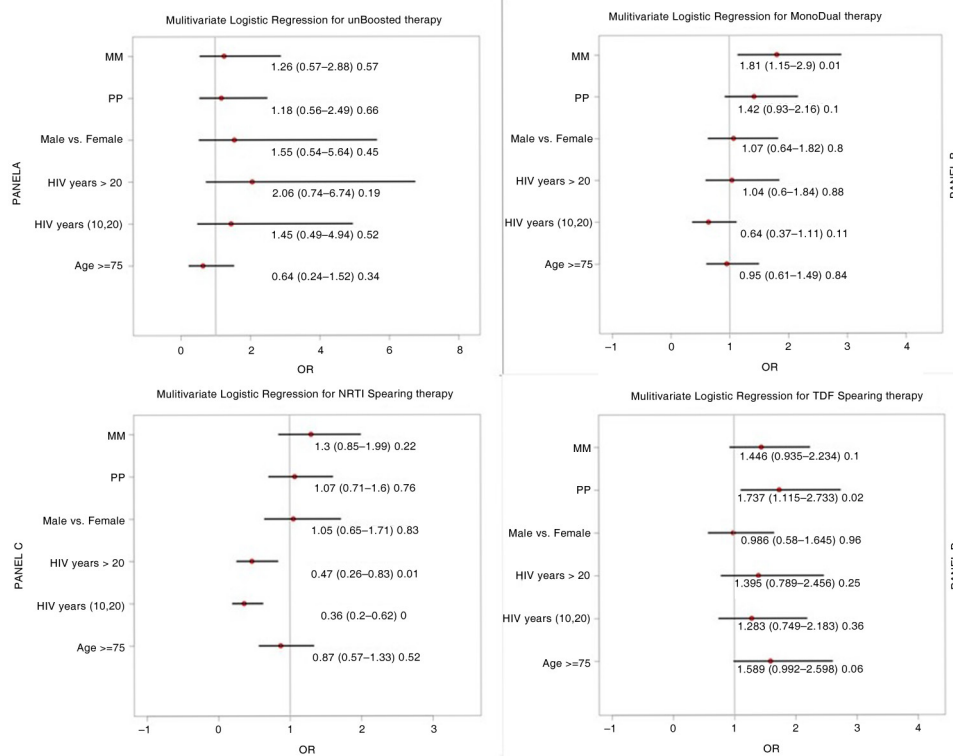 Mulitivariate Logistic Regression for unBoosted therapy
PANELA
MM
1.26 (0.57–2.88) 0.57
PP
1.18 (0.56–2.49) 0.66
Male vs. Female
1.55 (0.54–5.64) 0.45
HIV years > 20
2.06 (0.74–6.74) 0.19
HIV years (10,20)
1.45 (0.49–4.94) 0.52
Age >=75
0.64 (0.24–1.52) 0.34
0 2 4 6 8
OR
Mulitivariate Logistic Regression for MonoDual therapy
MM
1.81 (1.15–2.9) 0.01
PP
1.42 (0.93–2.16) 0.1
Male vs. Female
1.07 (0.64–1.82) 0.8
HIV years > 20
1.04 (0.6–1.84) 0.88
HIV years (10,20)
0.64 (0.37–1.11) 0.11
Age >=75
0.95 (0.61–1.49) 0.84
−1 0 1 2 3 4
OR
Mulitivariate Logistic Regression for NRTI Spearing therapy
PANEL C
MM
1.3 (0.85–1.99) 0.22
PP
1.07 (0.71–1.6) 0.76
Male vs. Female
1.05 (0.65–1.71) 0.83
HIV years > 20
0.47 (0.26–0.83) 0.01
HIV years (10,20)
0.36 (0.2–0.62) 0
Age >=75
0.87 (0.57–1.33) 0.52
−1 0 1 2 3
OR
Mulitivariate Logistic Regression for TDF Spearing therapy
MM
1.446 (0.935–2.234) 0.1
PP
1.737 (1.115–2.733) 0.02
Male vs. Female
0.986 (0.58–1.645) 0.96
HIV years > 20
1.395 (0.789–2.456) 0.25
HIV years (10,20)
1.283 (0.749–2.183) 0.36
Age >=75
1.589 (0.992–2.598) 0.06
−1 0 1 2 3 4
OR